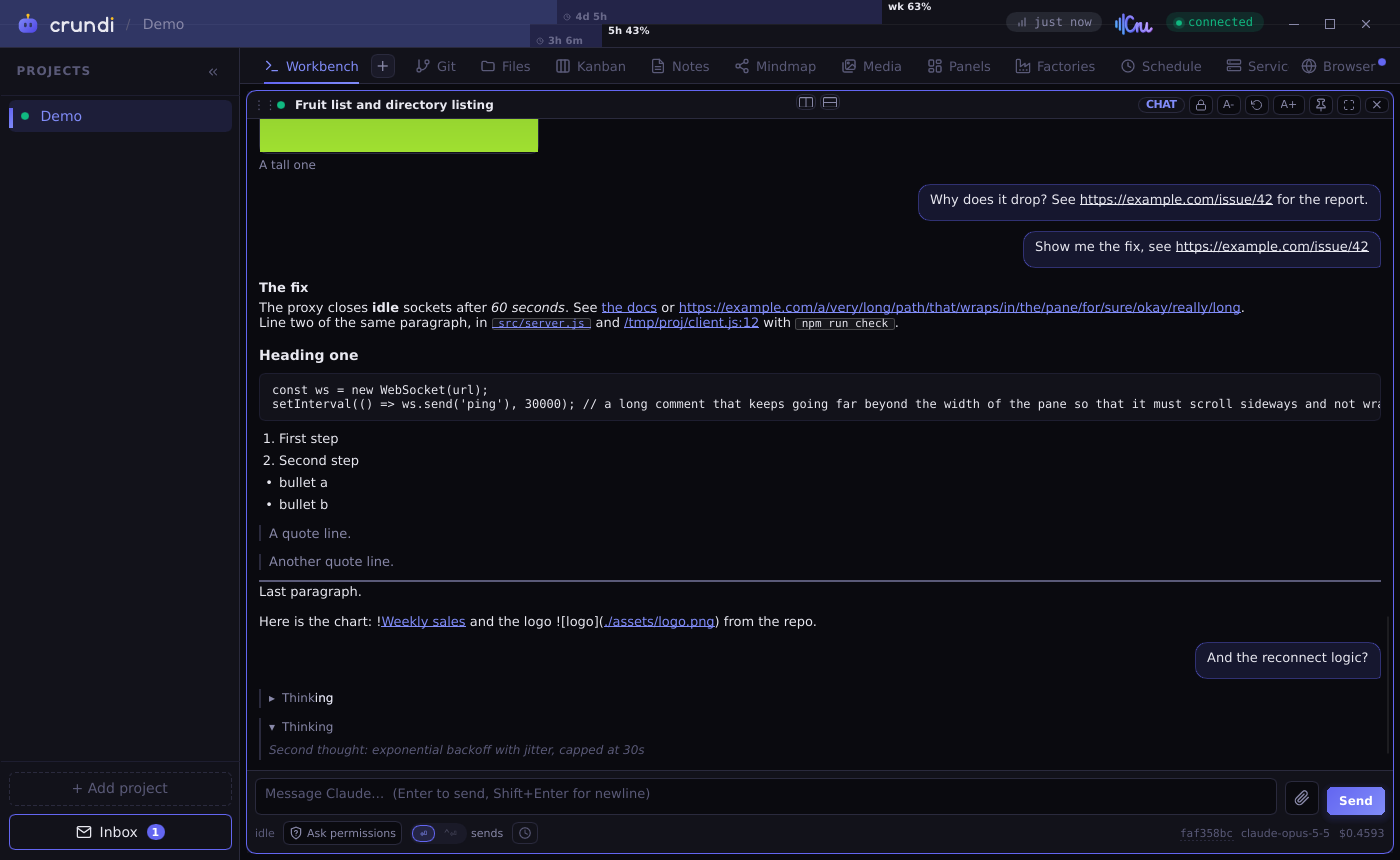 crundi / Demo
4d 5h
wk 63%
3h 6m
5h 43%
just now
Cru
connected
PROJECTS
«
Demo
+ Add project
Inbox 1
Workbench
+
Git
Files
Kanban
Notes
Mindmap
Media
Panels
Factories
Schedule
Servic
Browser
Fruit list and directory listing
CHAT
A-
A+
A tall one
Why does it drop? See https://example.com/issue/42 for the report.
Show me the fix, see https://example.com/issue/42
The fix
The proxy closes idle sockets after 60 seconds. See the docs or https://example.com/a/very/long/path/that/wraps/in/the/pane/for/sure/okay/really/long.
Line two of the same paragraph, in src/server.js and /tmp/proj/client.js:12 with npm run check.
Heading one
const ws = new WebSocket(url);
setInterval(() => ws.send('ping'), 30000); // a long comment that keeps going far beyond the width of the pane so that it must scroll sideways and not wra
1. First step
2. Second step
• bullet a
• bullet b
A quote line.
Another quote line.
Last paragraph.
Here is the chart: !Weekly sales and the logo ![logo](./assets/logo.png) from the repo.
And the reconnect logic?
▸ Thinking
▾ Thinking
Second thought: exponential backoff with jitter, capped at 30s
Message Claude… (Enter to send, Shift+Enter for newline)
Send
idle
Ask permissions
⏎
^⏎
sends
faf358bc claude-opus-5-5 $0.4593